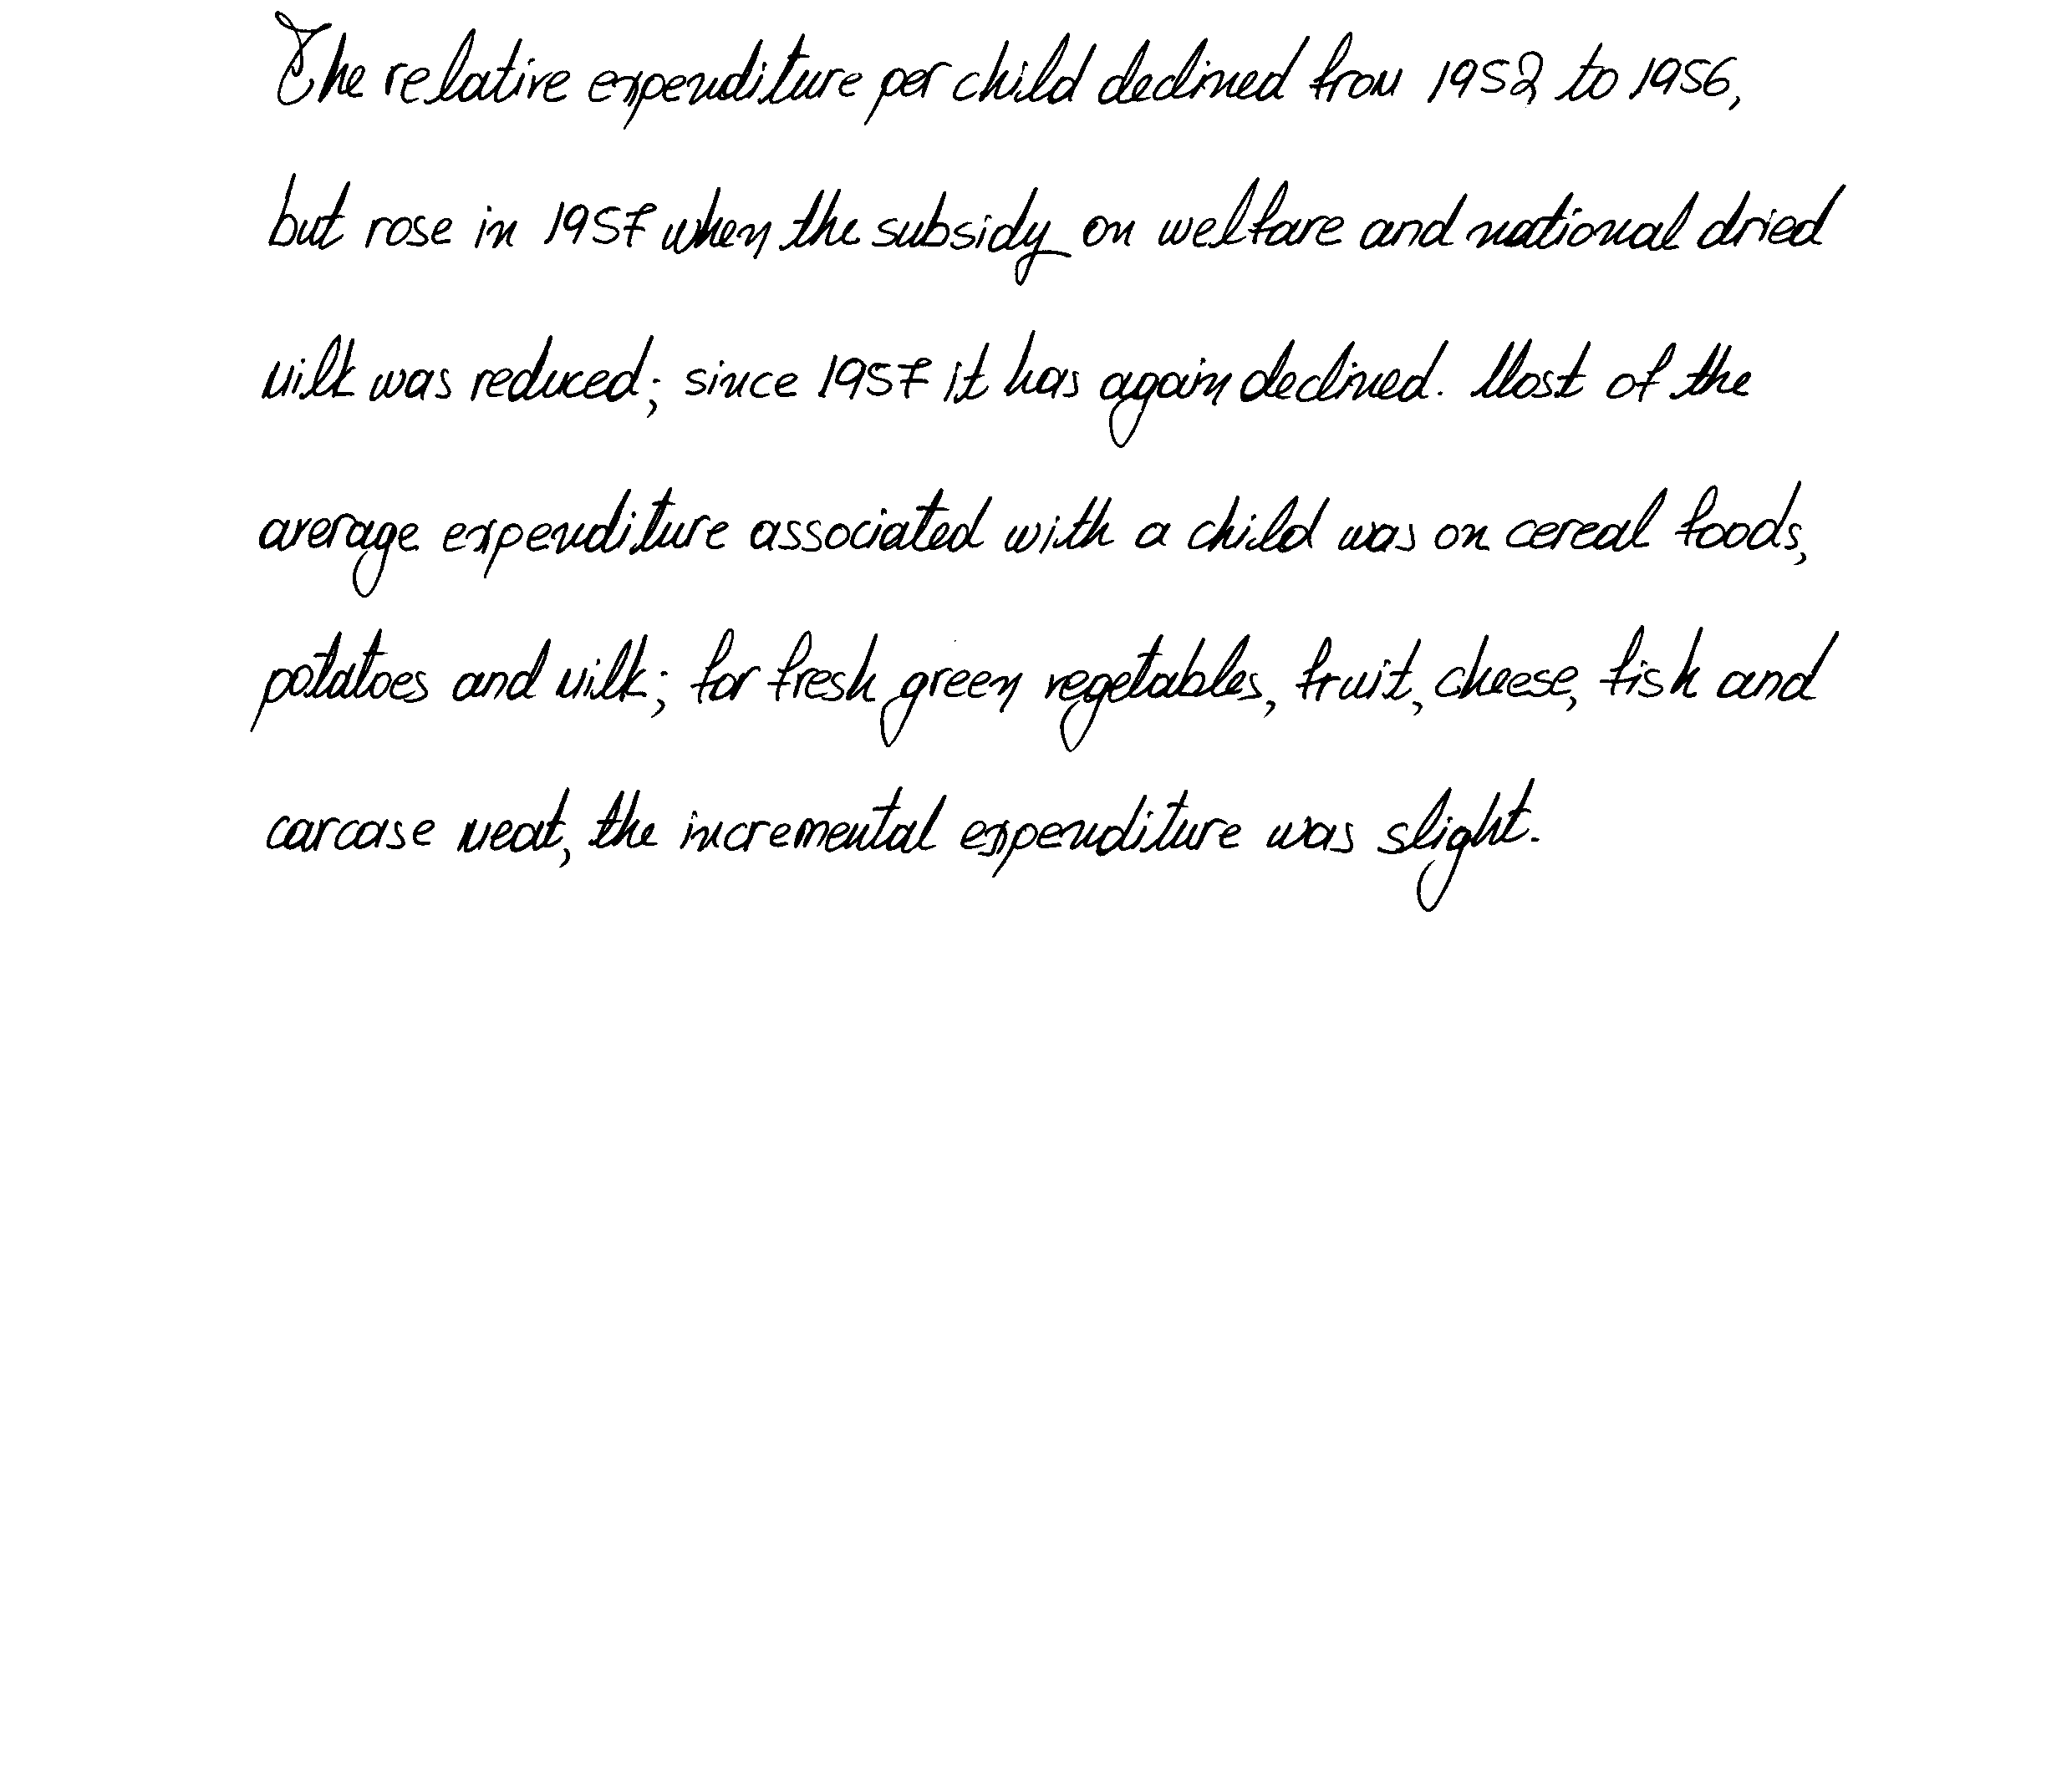 The relative expenditure per child declined from 1952 to 1956,
but rose in 1957 when the subsidy on welfare and national dried
milk was reduced; since 1957 it has again declined. Most of the
average expenditure associated with a child was on cereal foods,
potatoes and milk; for fresh green vegetables, fruit, cheese, fish and
carcase meat, the incremental expenditure was slight.